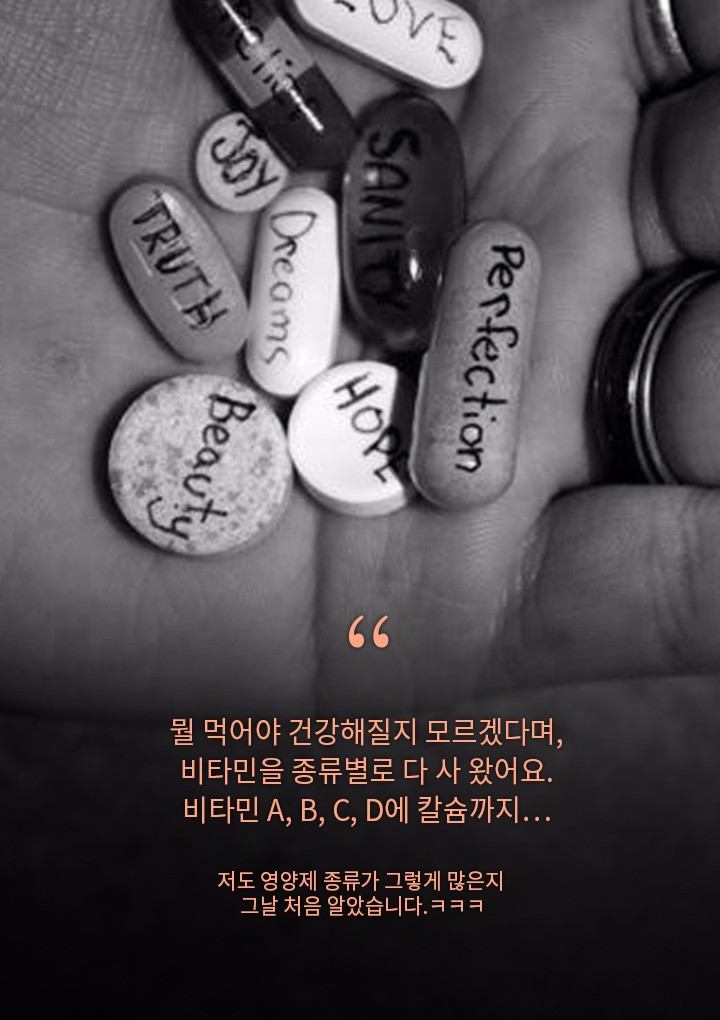 LOVE
JOY
SANITY
TRUTH
Dreams
Perfection
HOPE
Beauty
“
뭘 먹어야 건강해질지 모르겠다며,
비타민을 종류별로 다 사 왔어요.
비타민 A, B, C, D에 칼슘까지…
저도 영양제 종류가 그렇게 많은지
그날 처음 알았습니다.ㅋㅋㅋ